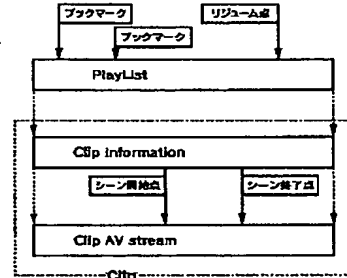 ブックマーク
リジューム点
ブックマーク
PlayList
Clip information
シーン開始点
シーン終了点
Clip AV stream
Clip